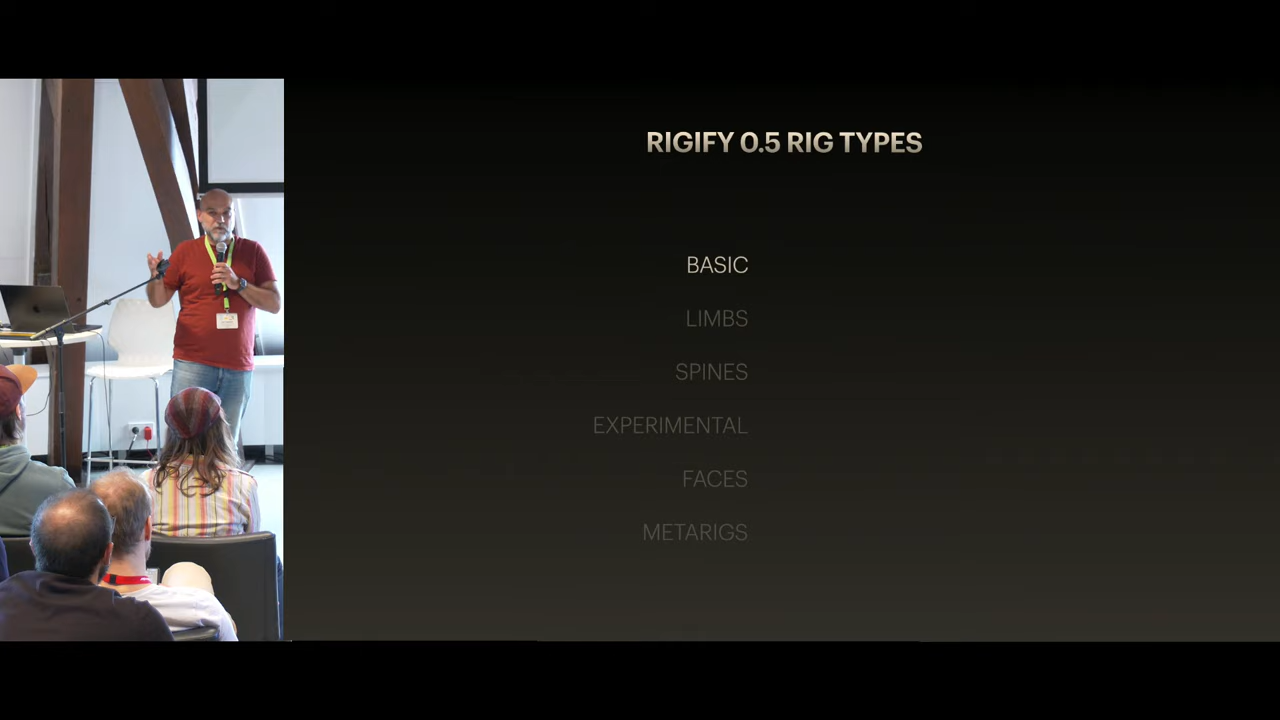 RIGIFY 0.5 RIG TYPES
BASIC
LIMBS
SPINES
EXPERIMENTAL
FACES
METARIGS